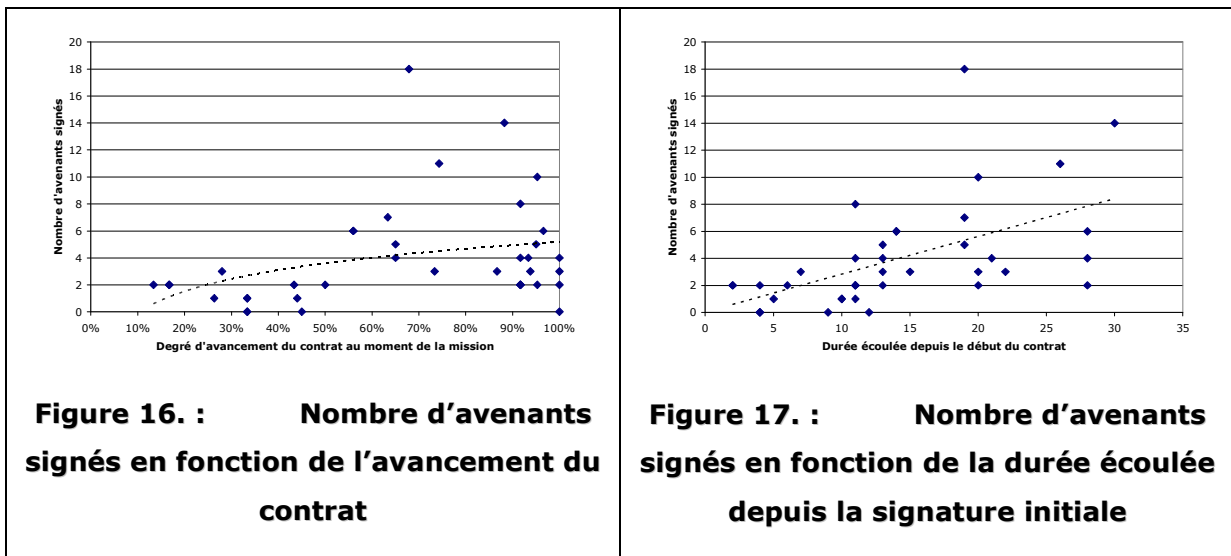 20
18
16
14
12
10
8
6
4
2
0
Nombre d'avenants signés
0% 10% 20% 30% 40% 50% 60% 70% 80% 90% 100%
Degré d'avancement du contrat au moment de la mission
Figure 16. : Nombre d’avenants
signés en fonction de l’avancement du
contrat
20
18
16
14
12
10
8
6
4
2
0
Nombre d'avenants signés
0 5 10 15 20 25 30 35
Durée écoulée depuis le début du contrat
Figure 17. : Nombre d’avenants
signés en fonction de la durée écoulée
depuis la signature initiale